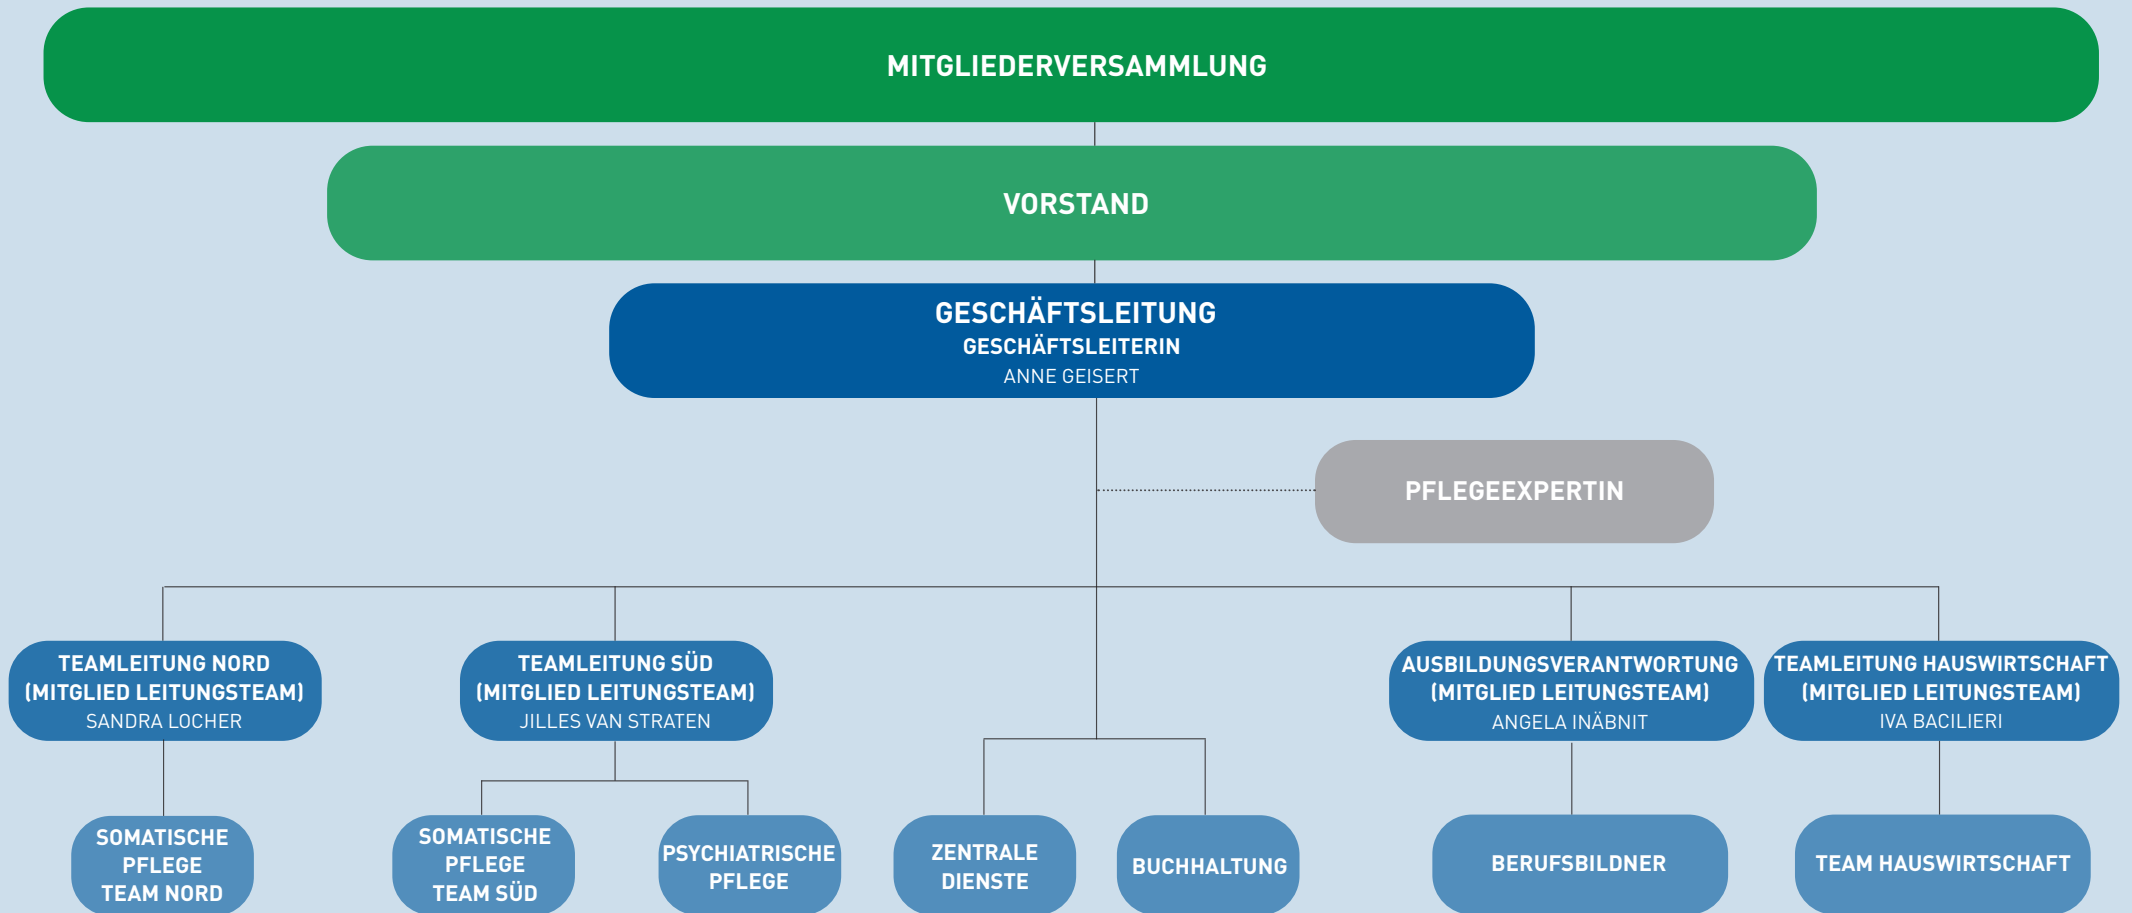 MITGLIEDERVERSAMMLUNG
VORSTAND
GESCHÄFTSLEITUNG
GESCHÄFTSLEITERIN
ANNE GEISERT
PFLEGEEXPERTIN
TEAMLEITUNG NORD
(MITGLIED LEITUNGSTEAM)
SANDRA LOCHER
TEAMLEITUNG SÜD
(MITGLIED LEITUNGSTEAM)
JILLES VAN STRATEN
AUSBILDUNGSVERANTWORTUNG
(MITGLIED LEITUNGSTEAM)
ANGELA INÄBNIT
TEAMLEITUNG HAUSWIRTSCHAFT
(MITGLIED LEITUNGSTEAM)
IVA BACILIERI
SOMATISCHE
PFLEGE
TEAM NORD
SOMATISCHE
PFLEGE
TEAM SÜD
PSYCHIATRISCHE
PFLEGE
ZENTRALE
DIENSTE
BUCHHALTUNG
BERUFSBILDNER
TEAM HAUSWIRTSCHAFT